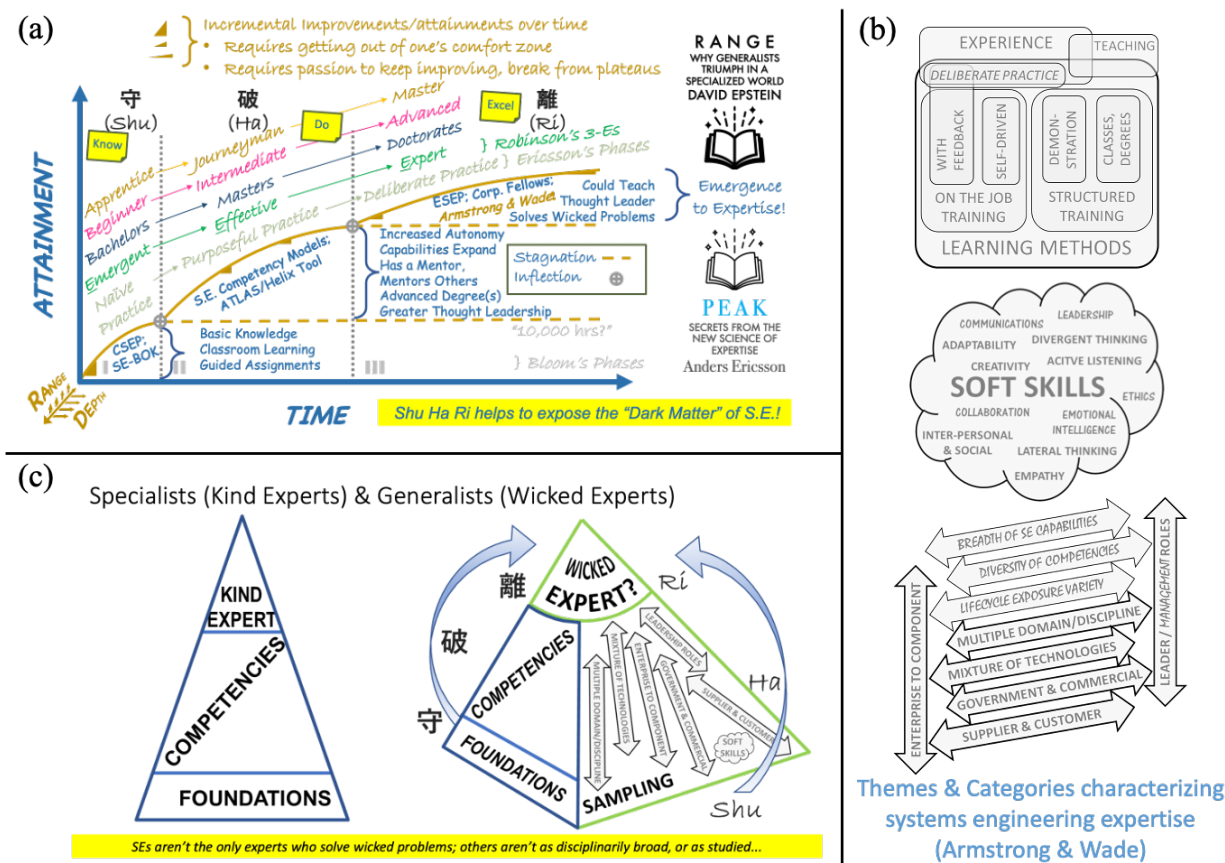 (a)
Incremental Improvements/attainments over time
• Requires getting out of one's comfort zone
• Requires passion to keep improving, break from plateaus
RANGE
WHY GENERALISTS
TRIUMPH IN A
SPECIALIZED WORLD
DAVID EPSTEIN
守
(Shu)
破
(Ha)
離
(Ri)
Know
Do
Excel
ATTAINMENT
Apprentice
Journeyman
Master
Beginner
Intermediate
Advanced
Bachelors
Masters
Doctorates
Emergent
Effective
Expert
} Robinson's 3-Es
Naïve
Practice
Purposeful Practice
Deliberate Practice
} Ericsson's Phases
CSEP;
SE-BOK
S.E. Competency Models;
ATLAS/Helix Tool
ESEP; Corp. Fellows;
Armstrong & Wade
Could Teach
Thought Leader
Solves Wicked Problems
Emergence
to Expertise!
Basic Knowledge
Classroom Learning
Guided Assignments
Increased Autonomy
Capabilities Expand
Has a Mentor,
Mentors Others
Advanced Degree(s)
Greater Thought Leadership
Stagnation
Inflection
"10,000 hrs?"
I
II
III
} Bloom's Phases
PEAK
SECRETS FROM THE
NEW SCIENCE OF
EXPERTISE
Anders Ericsson
RANGE
DEPTH
TIME
Shu Ha Ri helps to expose the "Dark Matter" of S.E.!
(b)
EXPERIENCE
TEACHING
DELIBERATE PRACTICE
WITH
FEEDBACK
SELF-DRIVEN
DEMON-
STRATION
CLASSES,
DEGREES
ON THE JOB
TRAINING
STRUCTURED
TRAINING
LEARNING METHODS
COMMUNICATIONS
LEADERSHIP
ADAPTABILITY
DIVERGENT THINKING
CREATIVITY
ACITVE LISTENING
SOFT SKILLS
ETHICS
COLLABORATION
EMOTIONAL
INTELLIGENCE
INTER-PERSONAL
& SOCIAL
LATERAL THINKING
EMPATHY
ENTERPRISE TO COMPONENT
BREADTH OF SE CAPABILITIES
DIVERSITY OF COMPETENCIES
LIFECYCLE EXPOSURE VARIETY
MULTIPLE DOMAIN/DISCIPLINE
MIXTURE OF TECHNOLOGIES
GOVERNMENT & COMMERCIAL
SUPPLIER & CUSTOMER
LEADER / MANAGEMENT ROLES
Themes & Categories characterizing
systems engineering expertise
(Armstrong & Wade)
(c)
Specialists (Kind Experts) & Generalists (Wicked Experts)
KIND
EXPERT
COMPETENCIES
FOUNDATIONS
離
破
守
WICKED
EXPERT?
COMPETENCIES
FOUNDATIONS
MULTIPLE DOMAIN/DISCIPLINE
MIXTURE OF TECHNOLOGIES
ENTERPRISE TO COMPONENT
GOVERNMENT & COMMERCIAL
LEADERSHIP ROLES
SUPPLIER & CUSTOMER
SOFT
SKILLS
SAMPLING
Ri
Ha
Shu
SEs aren't the only experts who solve wicked problems; others aren't as disciplinarily broad, or as studied...